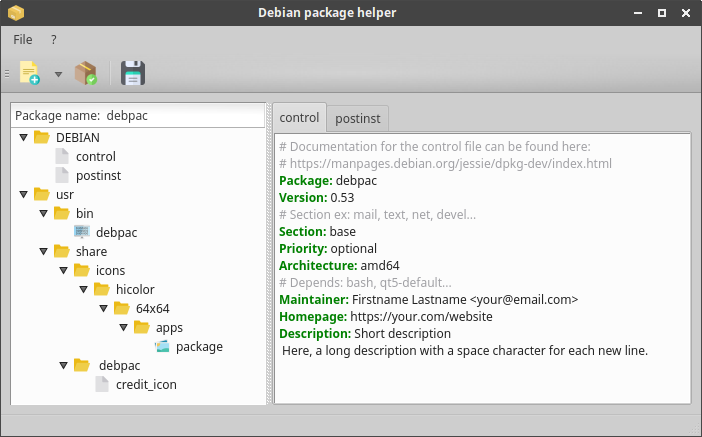 Debian package helper
File ?
Package name: debpac
DEBIAN
control
postinst
usr
bin
debpac
share
icons
hicolor
64x64
apps
package
debpac
credit_icon
control postinst
# Documentation for the control file can be found here:
# https://manpages.debian.org/jessie/dpkg-dev/index.html
Package: debpac
Version: 0.53
# Section ex: mail, text, net, devel...
Section: base
Priority: optional
Architecture: amd64
# Depends: bash, qt5-default...
Maintainer: Firstname Lastname <your@email.com>
Homepage: https://your.com/website
Description: Short description
Here, a long description with a space character for each new line.